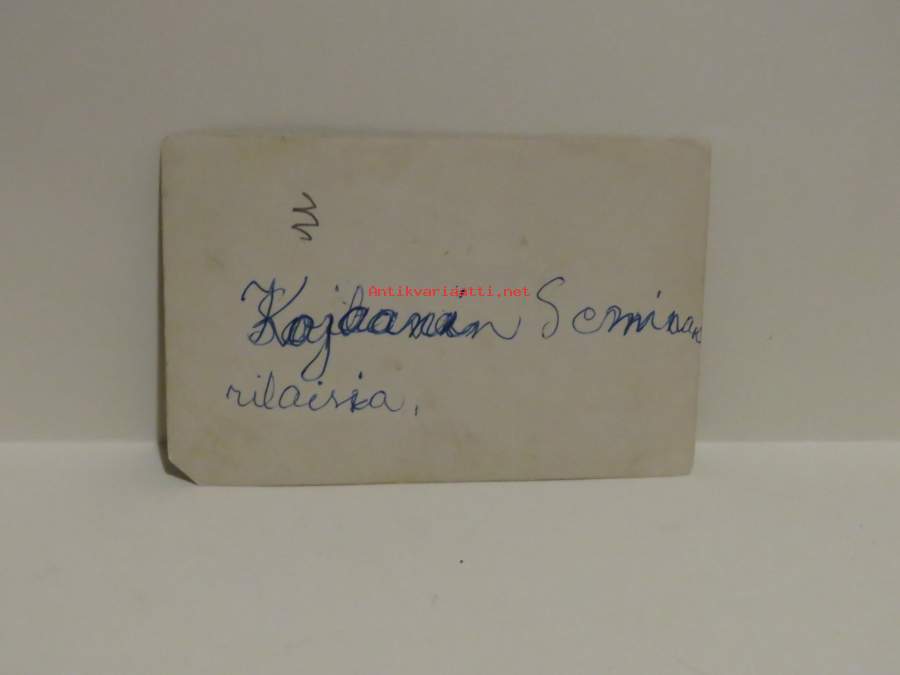 Antikvariaatti.net
Kajaanin Seminaa
rilaisia.